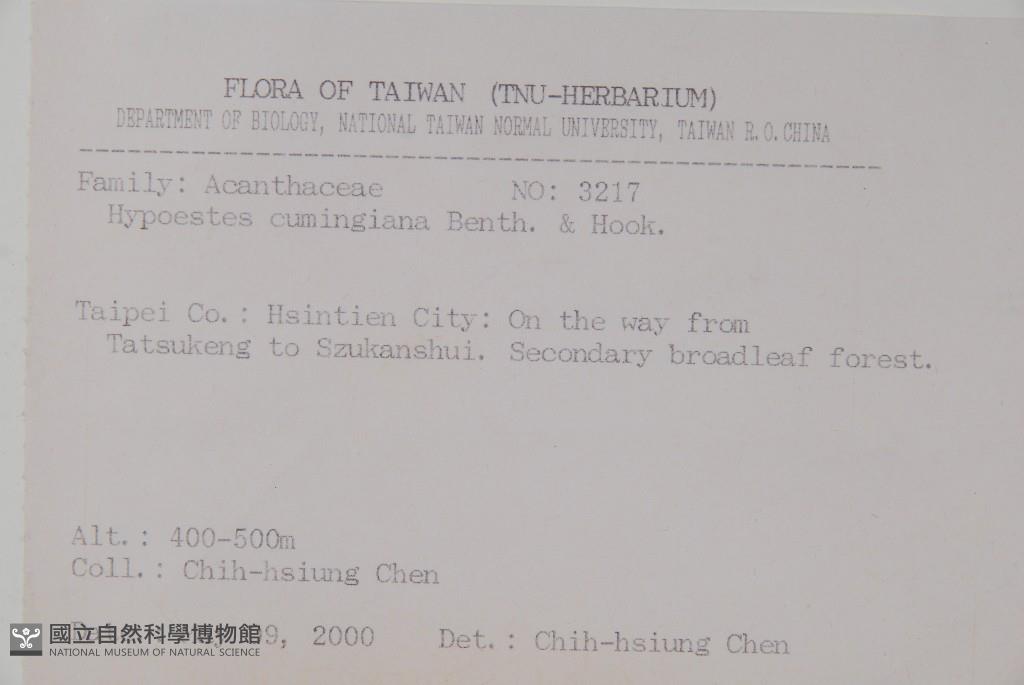 FLORA OF TAIWAN (TNU-HERBARIUM)
DEPARTMENT OF BIOLOGY, NATIONAL TAIWAN NORMAL UNIVERSITY, TAIWAN R.O.CHINA
Family: Acanthaceae NO: 3217
Hypoestes cumingiana Benth. & Hook.
Taipei Co.: Hsintien City: On the way from
Tatsukeng to Szukanshui. Secondary broadleaf forest.
Alt.: 400-500m
Coll.: Chih-hsiung Chen
2000 Det.: Chih-hsiung Chen
國立自然科學博物館
NATIONAL MUSEUM OF NATURAL SCIENCE